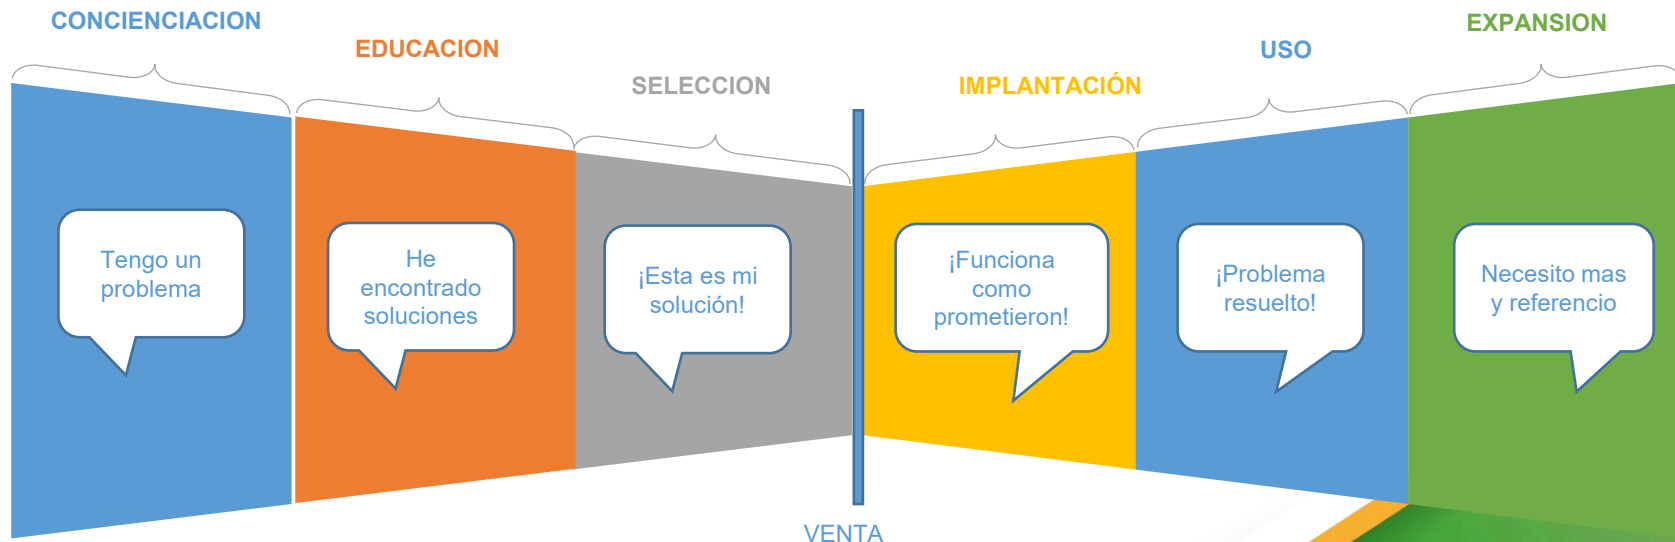 CONCIENCIACION
EDUCACION
SELECCION
IMPLANTACIÓN
USO
EXPANSION
Tengo un
problema
He
encontrado
soluciones
¡Esta es mi
solución!
¡Funciona
como
prometieron!
¡Problema
resuelto!
Necesito mas
y referencio
VENTA